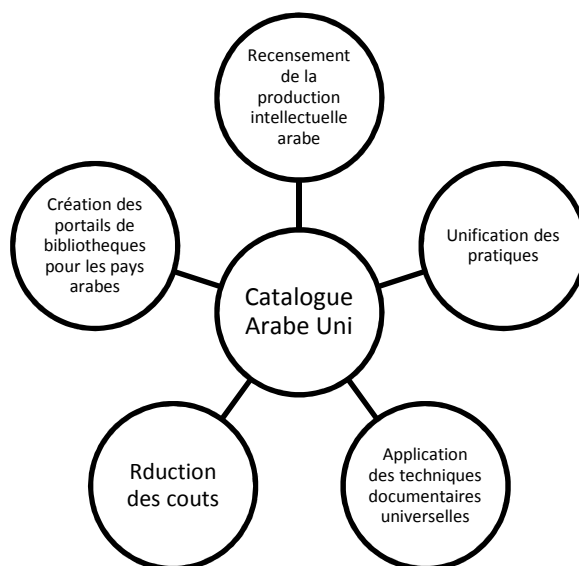 Recensement
de la
production
intellectuelle
arabe
Création des
portails de
bibliotheques
pour les pays
arabes
Unification des
pratiques
Catalogue
Arabe Uni
Rduction
des couts
Application
des techniques
documentaires
universelles